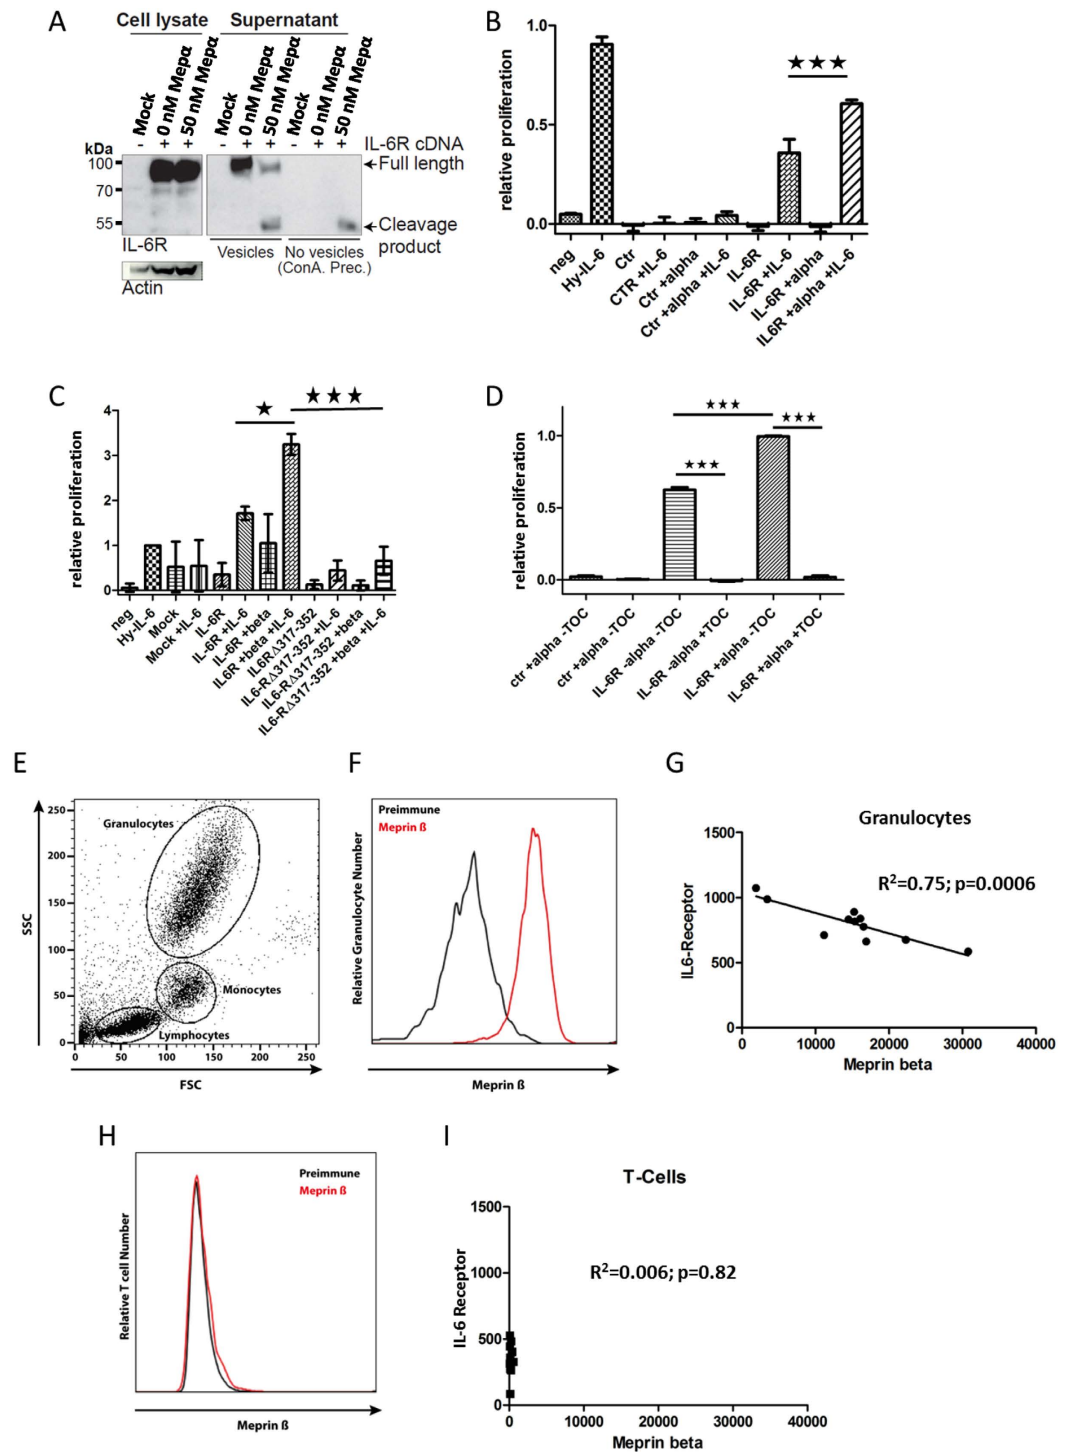 A
Cell lysate Supernatant
Mock
0 nM Mepα
50 nM Mepα
Mock
0 nM Mepα
50 nM Mepα
Mock
0 nM Mepα
50 nM Mepα
- + + - + + - + + IL-6R cDNA
kDa
100
70
55
Full length
Cleavage
product
IL-6R
Vesicles
No vesicles
(ConA. Prec.)
Actin
B
relative proliferation
1.0
0.5
0.0
★★★
neg
Hy-IL-6
Ctr
CTR +IL-6
Ctr +alpha
Ctr +alpha +IL-6
IL-6R
IL-6R +IL-6
IL-6R +alpha
IL6R +alpha +IL-6
C
relative proliferation
4
3
2
1
0
★
★★★
neg
Hy-IL-6
Mock
Mock +IL-6
IL-6R
IL-6R +IL-6
IL-6R +beta
IL6R +beta +IL-6
IL6RΔ317-352
IL6-RΔ317-352 +IL-6
IL6-RΔ317-352 +beta
IL6-RΔ317-352 +beta +IL-6
D
relative proliferation
1.0
0.5
0.0
★★★
★★★
★★★
ctr +alpha -TOC
ctr +alpha -TOC
IL-6R -alpha -TOC
IL-6R -alpha +TOC
IL-6R +alpha -TOC
IL-6R +alpha +TOC
E
SSC
250
200
150
100
50
0
Granulocytes
Monocytes
Lymphocytes
0 50 100 150 200 250
FSC
F
Relative Granulocyte Number
Preimmune
Meprin ß
Meprin ß
G
Granulocytes
R²=0.75; p=0.0006
IL6-Receptor
1500
1000
500
0
0 10000 20000 30000 40000
Meprin beta
H
Relative T cell Number
Preimmune
Meprin ß
Meprin ß
I
T-Cells
R²=0.006; p=0.82
IL-6 Receptor
1500
1000
500
0
0 10000 20000 30000 40000
Meprin beta